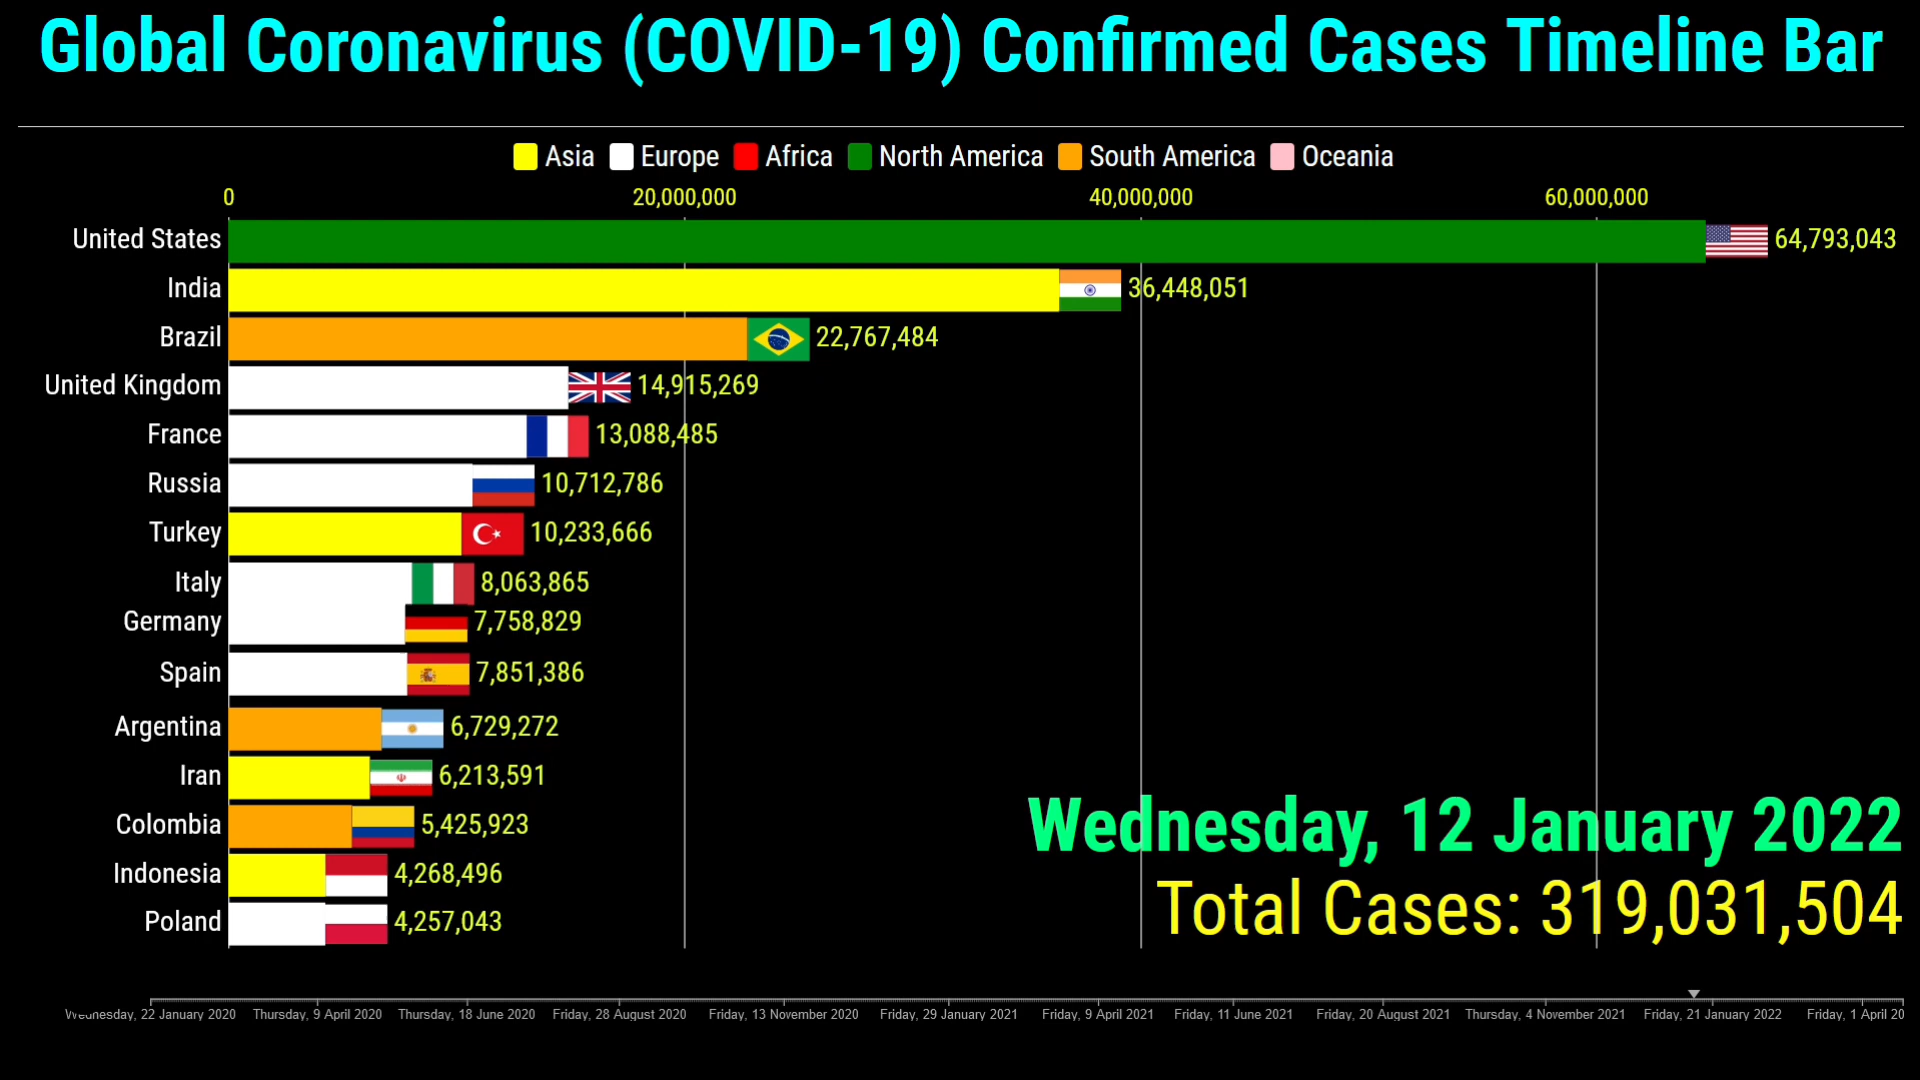 Global Coronavirus (COVID-19) Confirmed Cases Timeline Bar
Asia Europe Africa North America South America Oceania
0 20,000,000 40,000,000 60,000,000
United States 64,793,043
India 36,448,051
Brazil 22,767,484
United Kingdom 14,915,269
France 13,088,485
Russia 10,712,786
Turkey 10,233,666
Italy 8,063,865
Germany 7,758,829
Spain 7,851,386
Argentina 6,729,272
Iran 6,213,591
Colombia 5,425,923
Indonesia 4,268,496
Poland 4,257,043
Wednesday, 12 January 2022
Total Cases: 319,031,504
Wednesday, 22 January 2020 Thursday, 9 April 2020 Thursday, 18 June 2020 Friday, 28 August 2020 Friday, 13 November 2020 Friday, 29 January 2021 Friday, 9 April 2021 Friday, 11 June 2021 Friday, 20 August 2021 Thursday, 4 November 2021 Friday, 21 January 2022 Friday, 1 April 20